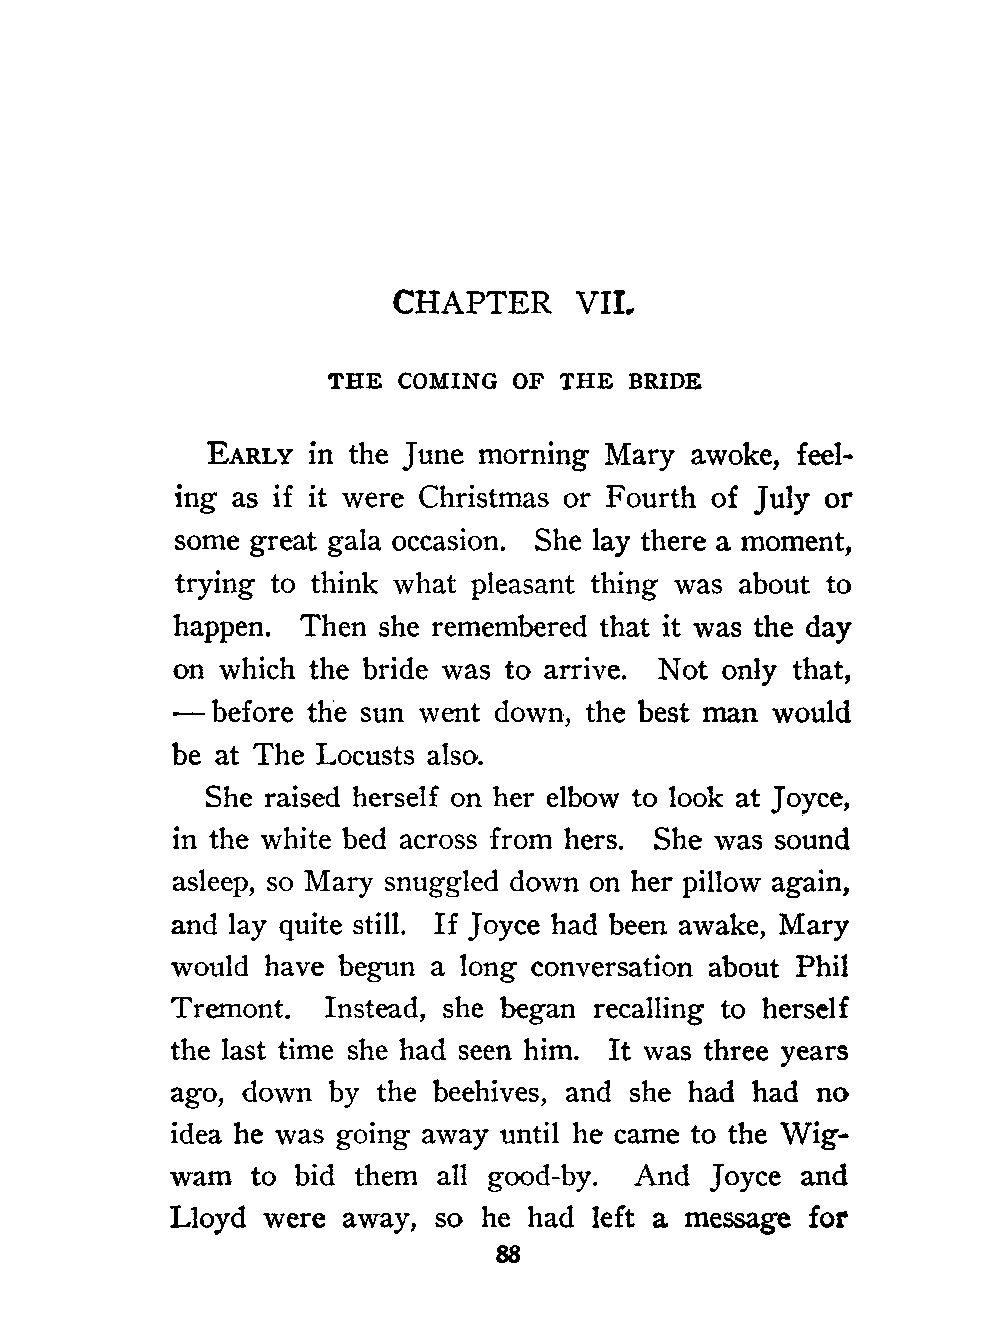 CHAPTER VII.
THE COMING OF THE BRIDE
EARLY in the June morning Mary awoke, feel-
ing as if it were Christmas or Fourth of July or
some great gala occasion. She lay there a moment,
trying to think what pleasant thing was about to
happen. Then she remembered that it was the day
on which the bride was to arrive. Not only that,
— before the sun went down, the best man would
be at The Locusts also.
She raised herself on her elbow to look at Joyce,
in the white bed across from hers. She was sound
asleep, so Mary snuggled down on her pillow again,
and lay quite still. If Joyce had been awake, Mary
would have begun a long conversation about Phil
Tremont. Instead, she began recalling to herself
the last time she had seen him. It was three years
ago, down by the beehives, and she had had no
idea he was going away until he came to the Wig-
wam to bid them all good-by. And Joyce and
Lloyd were away, so he had left a message for
88